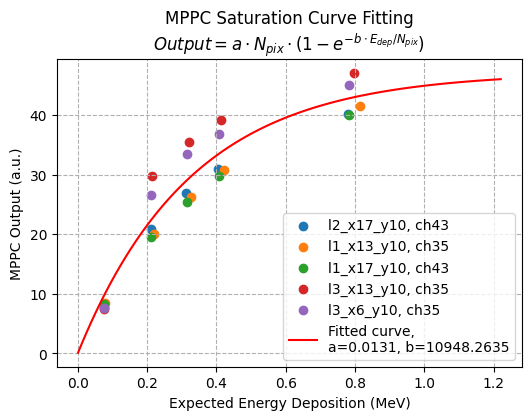 MPPC Saturation Curve Fitting
Output = a · N_pix · (1 − e^{−b · E_dep/N_pix})
MPPC Output (a.u.)
40
30
20
10
0
0.0 0.2 0.4 0.6 0.8 1.0 1.2
Expected Energy Deposition (MeV)
l2_x17_y10, ch43
l1_x13_y10, ch35
l1_x17_y10, ch43
l3_x13_y10, ch35
l3_x6_y10, ch35
Fitted curve,
a=0.0131, b=10948.2635